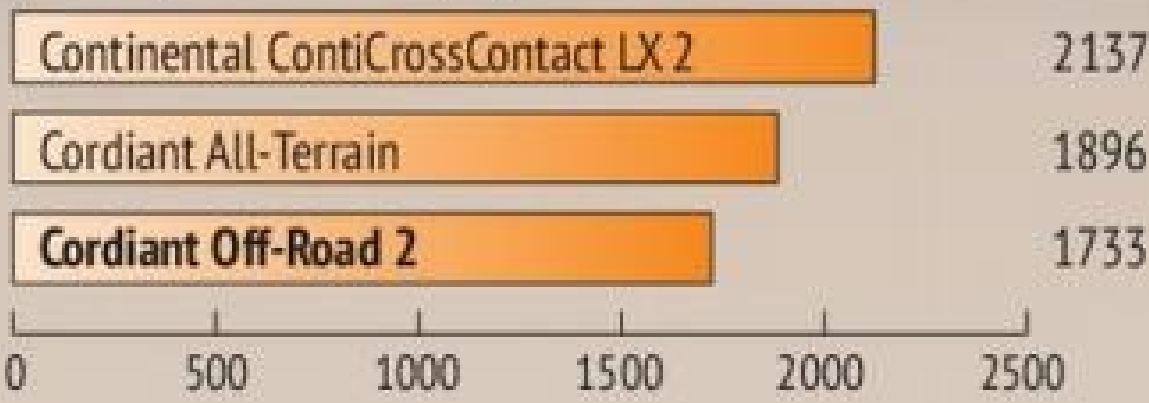 Continental ContiCrossContact LX 2 2137
Cordiant All-Terrain 1896
Cordiant Off-Road 2 1733
0 500 1000 1500 2000 2500